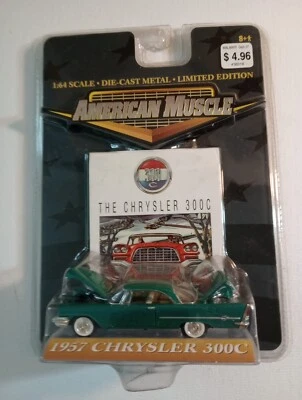 8+
$ 4.96
1:64 SCALE • DIE-CAST METAL • LIMITED EDITION
AMERICAN MUSCLE
300
THE CHRYSLER 300C
1957 CHRYSLER 300C